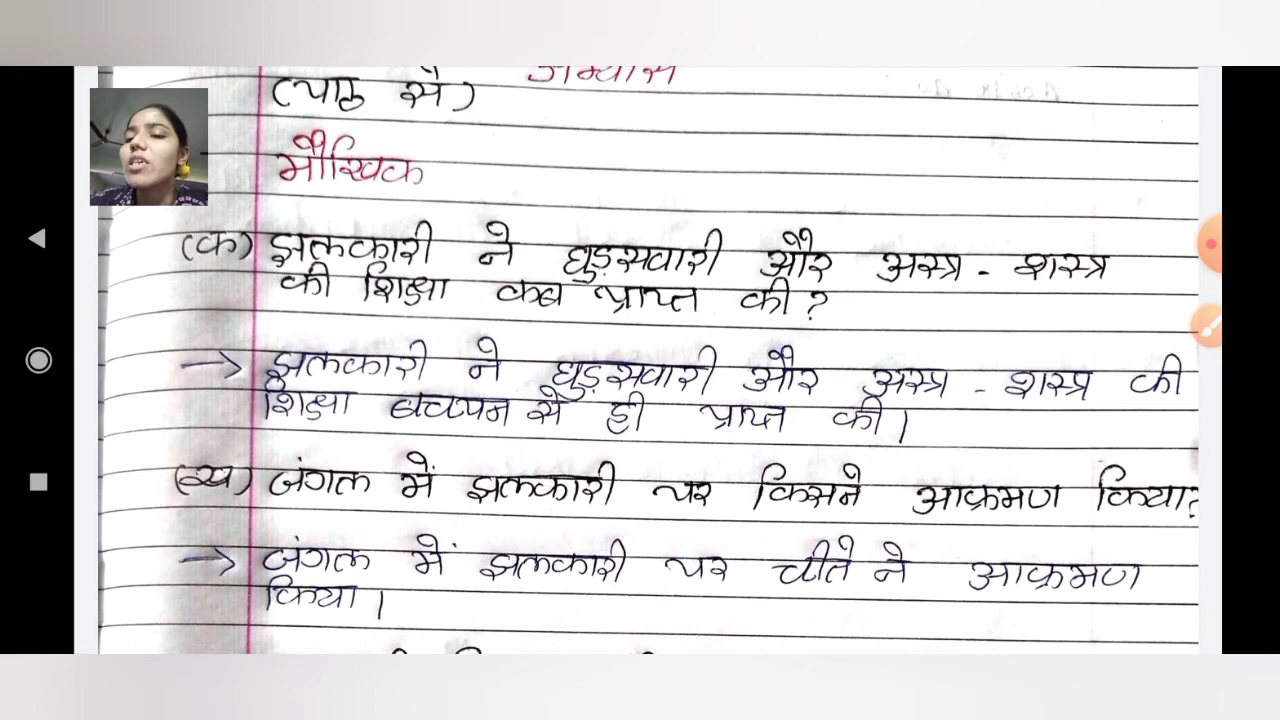 अभ्यास
(पाठ से)
मौखिक
(क) झलकारी ने घुड़सवारी और अस्त्र - शस्त्र
की शिक्षा कब प्राप्त की?
→ झलकारी ने घुड़सवारी और अस्त्र - शस्त्र की
शिक्षा बचपन से ही प्राप्त की।
(ख) जंगल में झलकारी पर किसने आक्रमण किया?
→ जंगल में झलकारी पर चीते ने आक्रमण
किया।